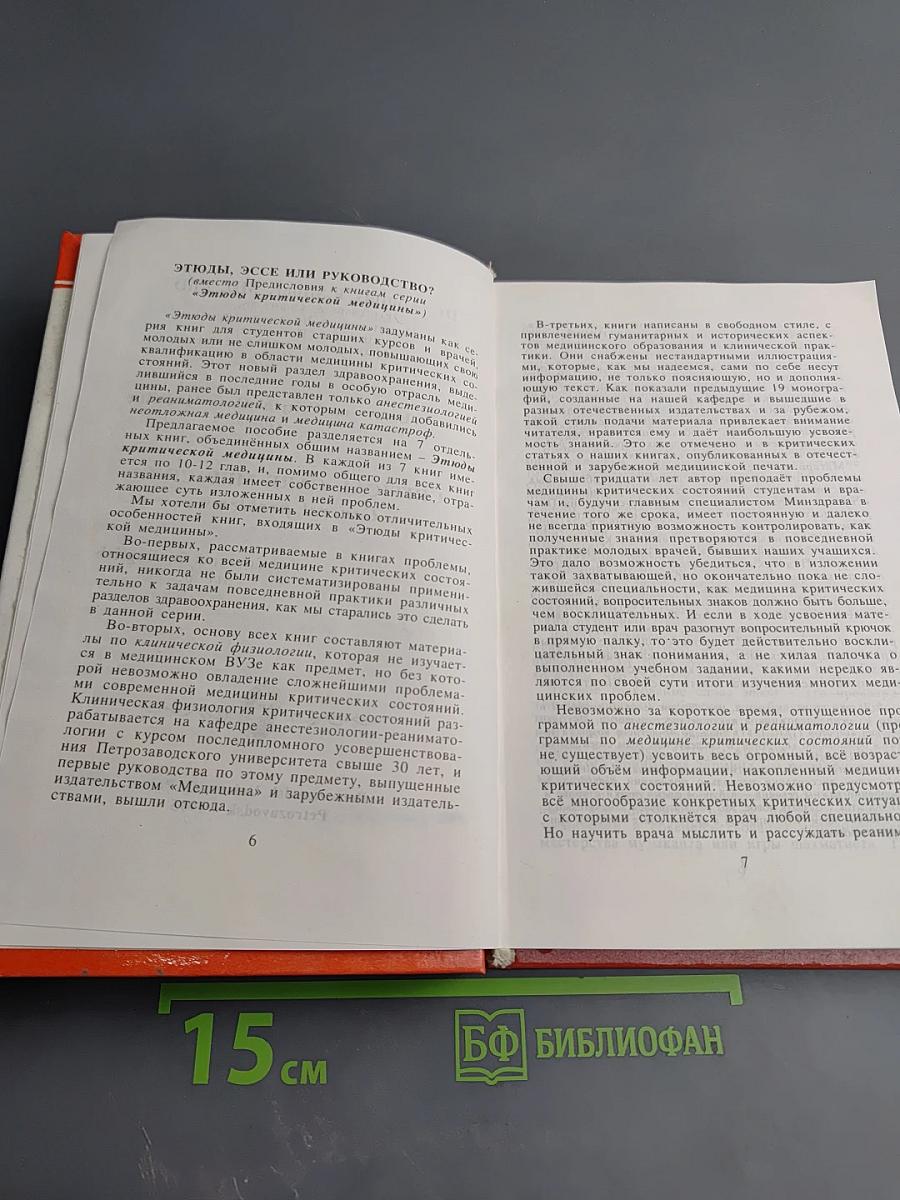 ЭТЮДЫ, ЭССЕ ИЛИ РУКОВОДСТВО?
(вместо Предисловия к книгам серии
«Этюды критической медицины»)
«Этюды критической медицины» задуманы как се-
рия книг для студентов старших курсов и врачей,
молодых или не слишком молодых, повышающих свою
квалификацию в области медицины критических со-
стояний. Этот новый раздел здравоохранения, выде-
лившийся в последние годы в особую отрасль меди-
цины, ранее был представлен только анестезиологией
и реаниматологией, к которым сегодня добавились
неотложная медицина и медицина катастроф.
Предлагаемое пособие разделяется на 7 отдель-
ных книг, объединённых общим названием – Этюды
критической медицины. В каждой из 7 книг име-
ется по 10-12 глав, и, помимо общего для всех книг
названия, каждая имеет собственное заглавие, отра-
жающее суть изложенных в ней проблем.
Мы хотели бы отметить несколько отличительных
особенностей книг, входящих в «Этюды критичес-
кой медицины».
Во-первых, рассматриваемые в книгах проблемы,
относящиеся ко всей медицине критических состоя-
ний, никогда не были систематизированы примени-
тельно к задачам повседневной практики различных
разделов здравоохранения, как мы старались это сделать
в данной серии.
Во-вторых, основу всех книг составляют материа-
лы по клинической физиологии, которая не изучает-
ся в медицинском ВУЗе как предмет, но без кото-
рой невозможно овладение сложнейшими проблема-
ми современной медицины критических состояний.
Клиническая физиология критических состояний раз-
рабатывается на кафедре анестезиологии-реанимато-
логии с курсом последипломного усовершенствова-
ния Петрозаводского университета свыше 30 лет, и
первые руководства по этому предмету, выпущенные
издательством «Медицина» и зарубежными издатель-
ствами, вышли отсюда.
6
В-третьих, книги написаны в свободном стиле, с
привлечением гуманитарных и исторических аспек-
тов медицинского образования и клинической прак-
тики. Они снабжены нестандартными иллюстраци-
ями, которые, как мы надеемся, сами по себе несут
информацию, не только поясняющую, но и дополня-
ющую текст. Как показали предыдущие 19 моногра-
фий, созданные на нашей кафедре и вышедшие в
разных отечественных издательствах и за рубежом,
такой стиль подачи материала привлекает внимание
читателя, нравится ему и даёт наибольшую усвояе-
мость знаний. Это же отмечено и в критических
статьях о наших книгах, опубликованных в отечест-
венной и зарубежной медицинской печати.
Свыше тридцати лет автор преподаёт проблемы
медицины критических состояний студентам и вра-
чам и, будучи главным специалистом Минздрава в
течение того же срока, имеет постоянную и далеко
не всегда приятную возможность контролировать, как
полученные знания претворяются в повседневной
практике молодых врачей, бывших наших учащихся.
Это дало возможность убедиться, что в изложении
такой захватывающей, но окончательно пока не сло-
жившейся специальности, как медицина критических
состояний, вопросительных знаков должно быть больше,
чем восклицательных. И если в ходе усвоения мате-
риала студент или врач разогнут вопросительный крючок
в прямую палку, то это будет действительно воскли-
цательный знак понимания, а не хилая палочка о
выполненном учебном задании, какими нередко яв-
ляются по своей сути итоги изучения многих меди-
цинских проблем.
Невозможно за короткое время, отпущенное про
граммой по анестезиологии и реаниматологии (про
граммы по медицине критических состояний по
не существует) усвоить весь огромный, всё возраст
ющий объём информации, накопленный медицин
критических состояний. Невозможно предусмотр
всё многообразие конкретных критических ситуац
с которыми столкнётся врач любой специально
Но научить врача мыслить и рассуждать реаним
7
15 см
БФ БИБЛИОФАН